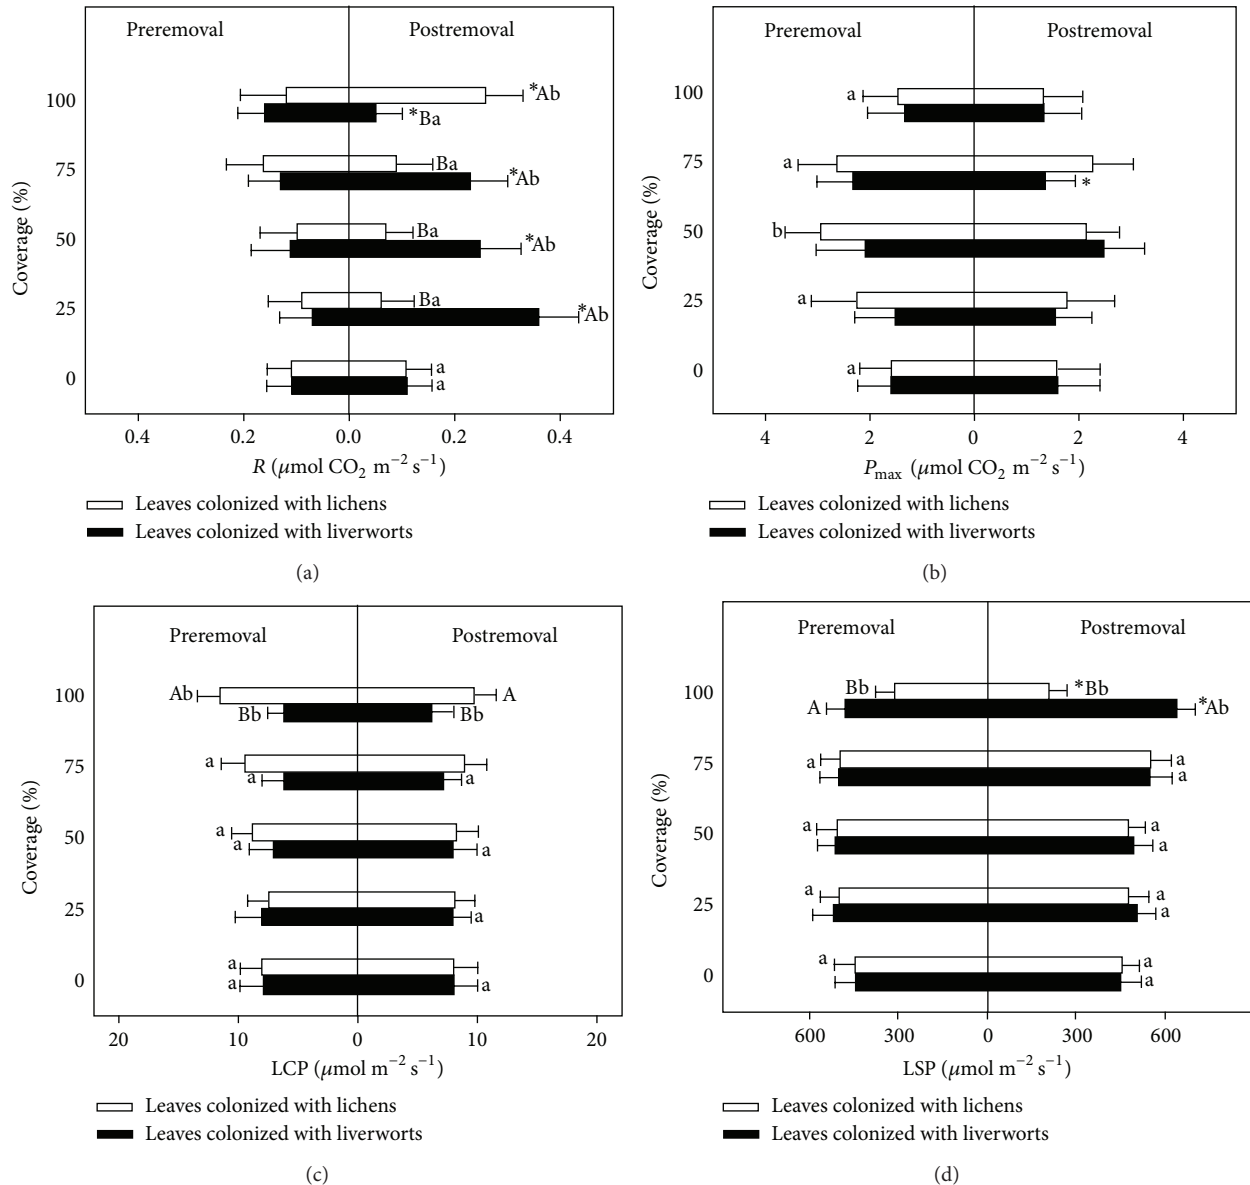 Preremoval Postremoval
100
*Ab
*Ba
75
Ba
*Ab
50
Ba
*Ab
25
Ba
*Ab
0
a
a
Coverage (%)
0.4 0.2 0.0 0.2 0.4
R (μmol CO₂ m⁻² s⁻¹)
Leaves colonized with lichens
Leaves colonized with liverworts
(a)
Preremoval Postremoval
100
a
75
a
*
50
b
25
a
0
a
Coverage (%)
4 2 0 2 4
Pmax (μmol CO₂ m⁻² s⁻¹)
Leaves colonized with lichens
Leaves colonized with liverworts
(b)
Preremoval Postremoval
100
Ab A
Bb Bb
75
a
a a
50
a
a a
25
a
0
a
a a
Coverage (%)
20 10 0 10 20
LCP (μmol m⁻² s⁻¹)
Leaves colonized with lichens
Leaves colonized with liverworts
(c)
Preremoval Postremoval
100
Bb *Bb
A *Ab
75
a a
a
50
a a
a
25
a a
a
0
a a
a
Coverage (%)
600 300 0 300 600
LSP (μmol m⁻² s⁻¹)
Leaves colonized with lichens
Leaves colonized with liverworts
(d)